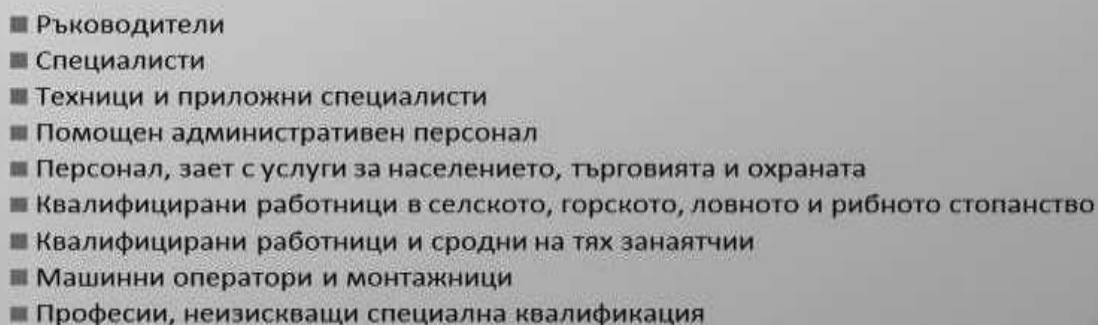 Ръководители
Специалисти
Техници и приложни специалисти
Помощен административен персонал
Персонал, зает с услуги за населението, търговията и охраната
Квалифицирани работници в селското, горското, ловното и рибното стопанство
Квалифицирани работници и сродни на тях занаятчии
Машинни оператори и монтажници
Професии, неизискващи специална квалификация